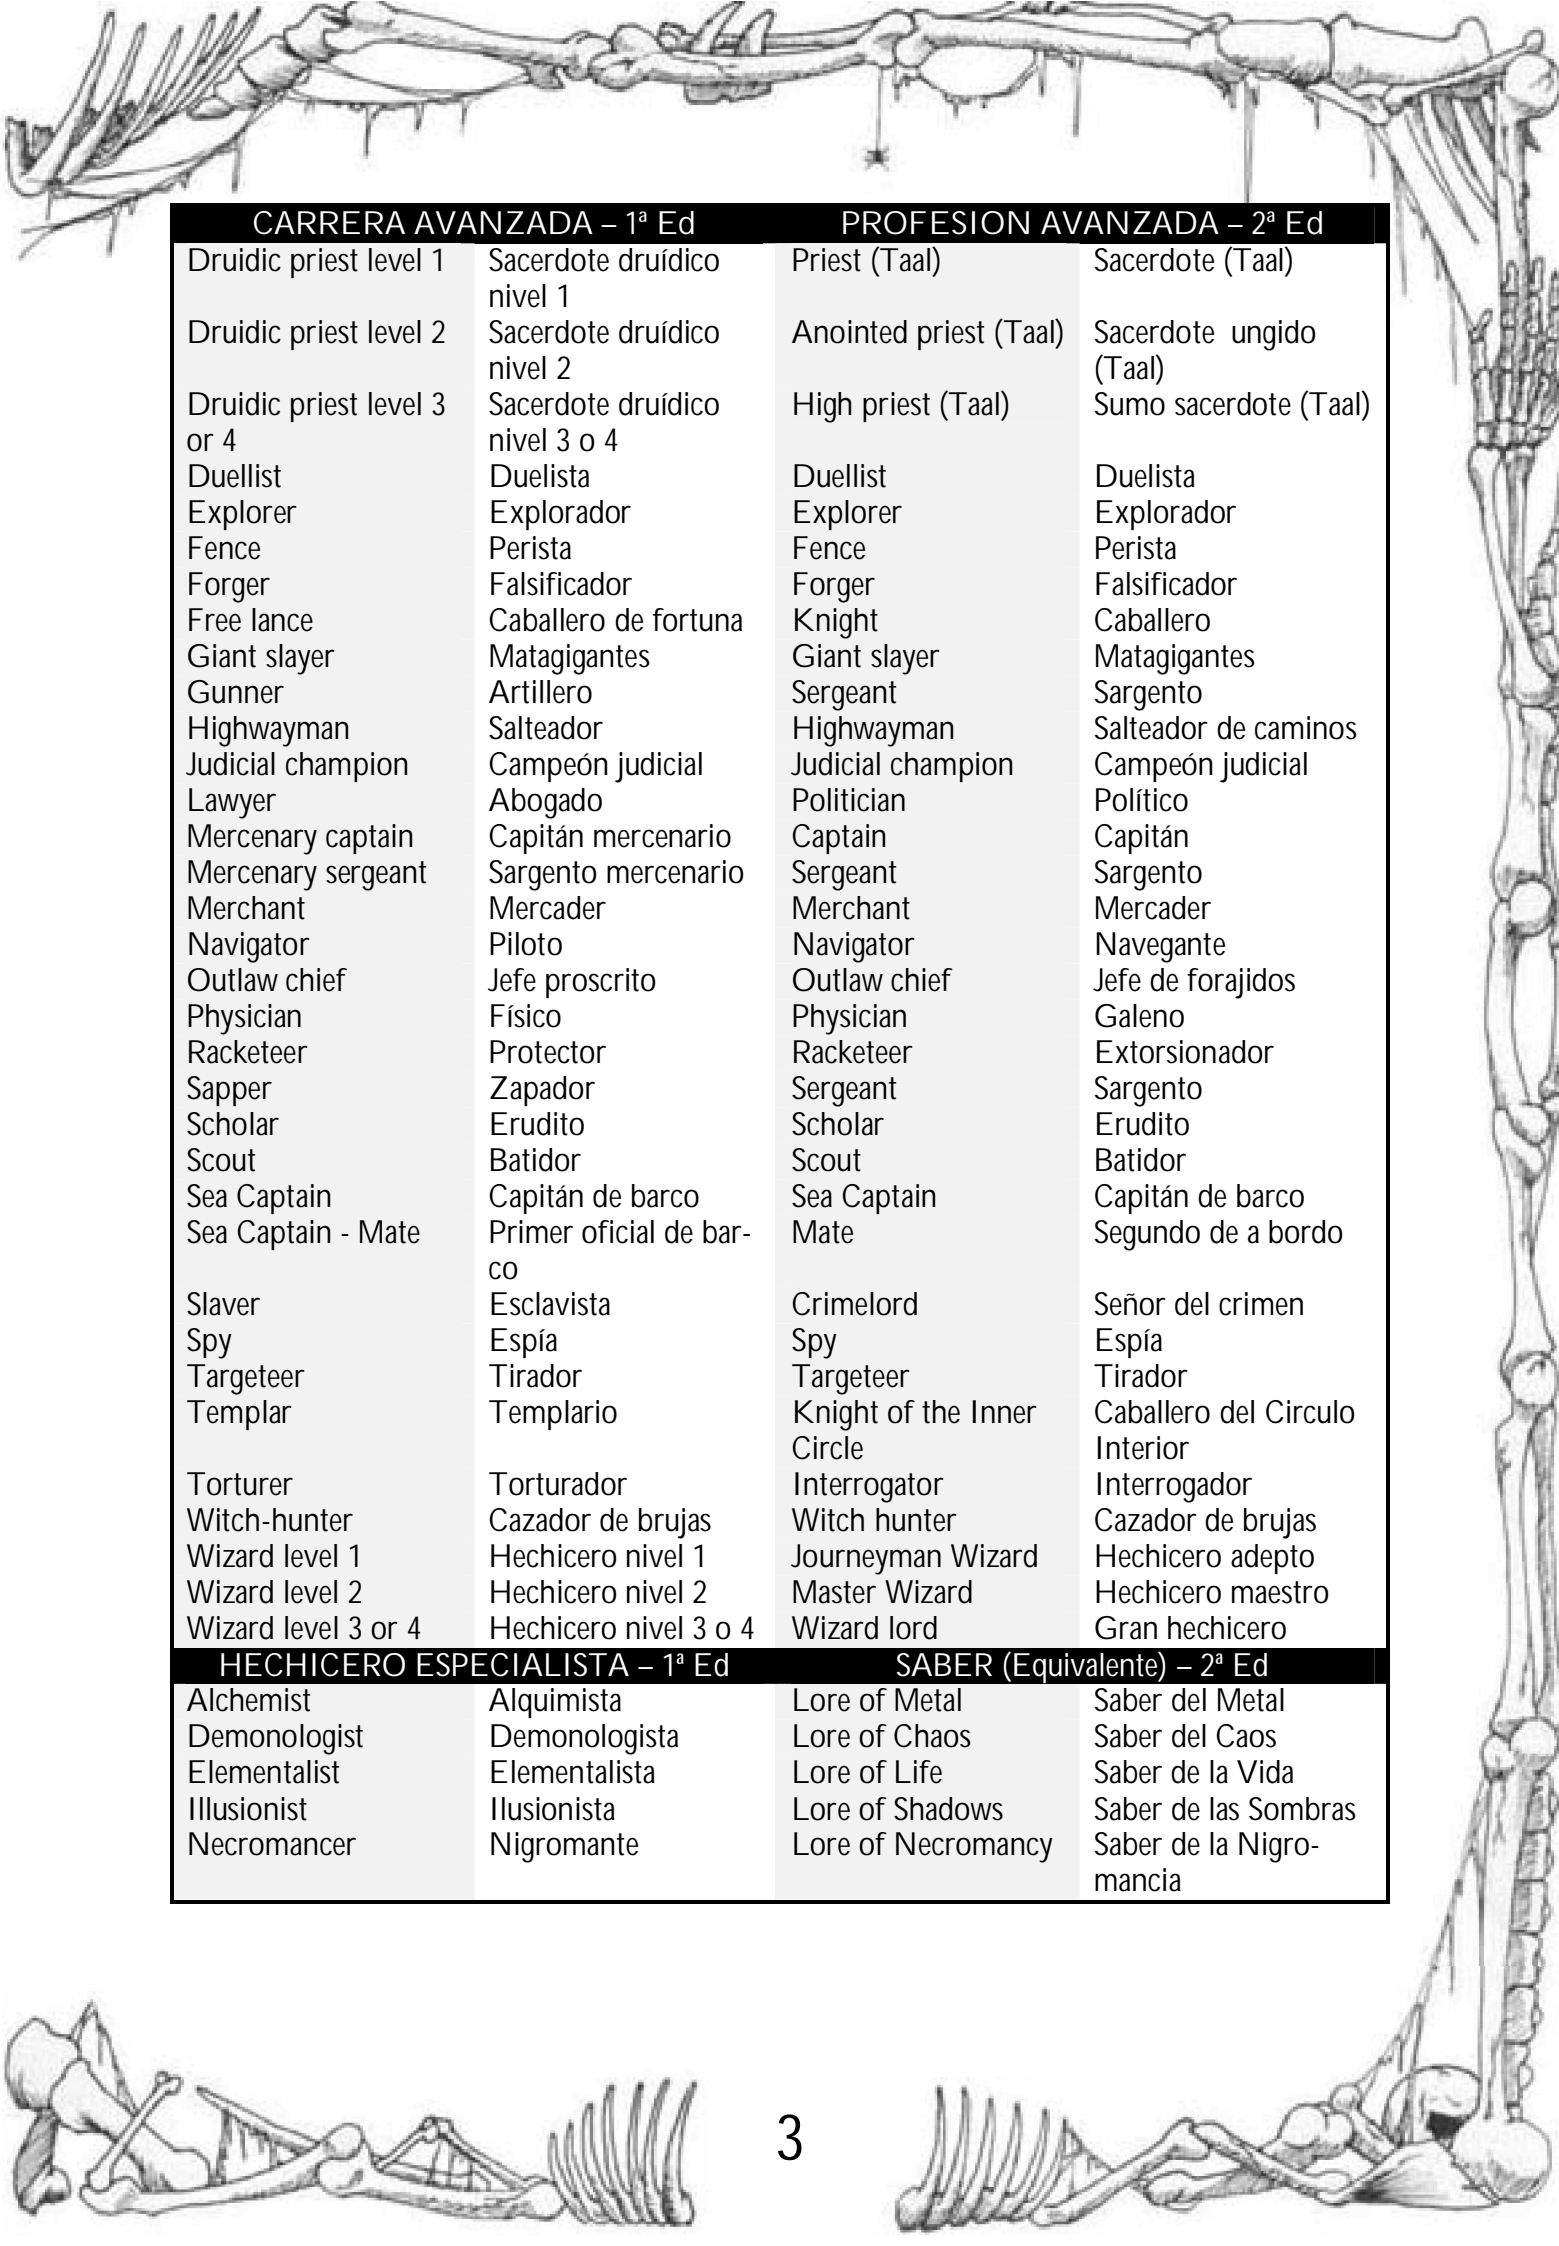 CARRERA AVANZADA – 1ª Ed PROFESION AVANZADA – 2ª Ed
Druidic priest level 1 Sacerdote druídico Priest (Taal) Sacerdote (Taal)
nivel 1
Druidic priest level 2 Sacerdote druídico Anointed priest (Taal) Sacerdote ungido
nivel 2 (Taal)
Druidic priest level 3 Sacerdote druídico High priest (Taal) Sumo sacerdote (Taal)
or 4 nivel 3 o 4
Duellist Duelista Duellist Duelista
Explorer Explorador Explorer Explorador
Fence Perista Fence Perista
Forger Falsificador Forger Falsificador
Free lance Caballero de fortuna Knight Caballero
Giant slayer Matagigantes Giant slayer Matagigantes
Gunner Artillero Sergeant Sargento
Highwayman Salteador Highwayman Salteador de caminos
Judicial champion Campeón judicial Judicial champion Campeón judicial
Lawyer Abogado Politician Político
Mercenary captain Capitán mercenario Captain Capitán
Mercenary sergeant Sargento mercenario Sergeant Sargento
Merchant Mercader Merchant Mercader
Navigator Piloto Navigator Navegante
Outlaw chief Jefe proscrito Outlaw chief Jefe de forajidos
Physician Físico Physician Galeno
Racketeer Protector Racketeer Extorsionador
Sapper Zapador Sergeant Sargento
Scholar Erudito Scholar Erudito
Scout Batidor Scout Batidor
Sea Captain Capitán de barco Sea Captain Capitán de barco
Sea Captain - Mate Primer oficial de bar- Mate Segundo de a bordo
co
Slaver Esclavista Crimelord Señor del crimen
Spy Espía Spy Espía
Targeteer Tirador Targeteer Tirador
Templar Templario Knight of the Inner Caballero del Circulo
Circle Interior
Torturer Torturador Interrogator Interrogador
Witch-hunter Cazador de brujas Witch hunter Cazador de brujas
Wizard level 1 Hechicero nivel 1 Journeyman Wizard Hechicero adepto
Wizard level 2 Hechicero nivel 2 Master Wizard Hechicero maestro
Wizard level 3 or 4 Hechicero nivel 3 o 4 Wizard lord Gran hechicero
HECHICERO ESPECIALISTA – 1ª Ed SABER (Equivalente) – 2ª Ed
Alchemist Alquimista Lore of Metal Saber del Metal
Demonologist Demonologista Lore of Chaos Saber del Caos
Elementalist Elementalista Lore of Life Saber de la Vida
Illusionist Ilusionista Lore of Shadows Saber de las Sombras
Necromancer Nigromante Lore of Necromancy Saber de la Nigro-
mancia
3